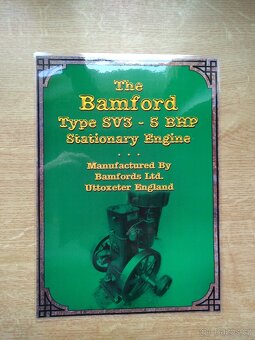 The
Bamford
Type SV3 - 5 BHP
Stationary Engine
. . .
Manufactured By
Bamfords Ltd.
Uttoxeter England